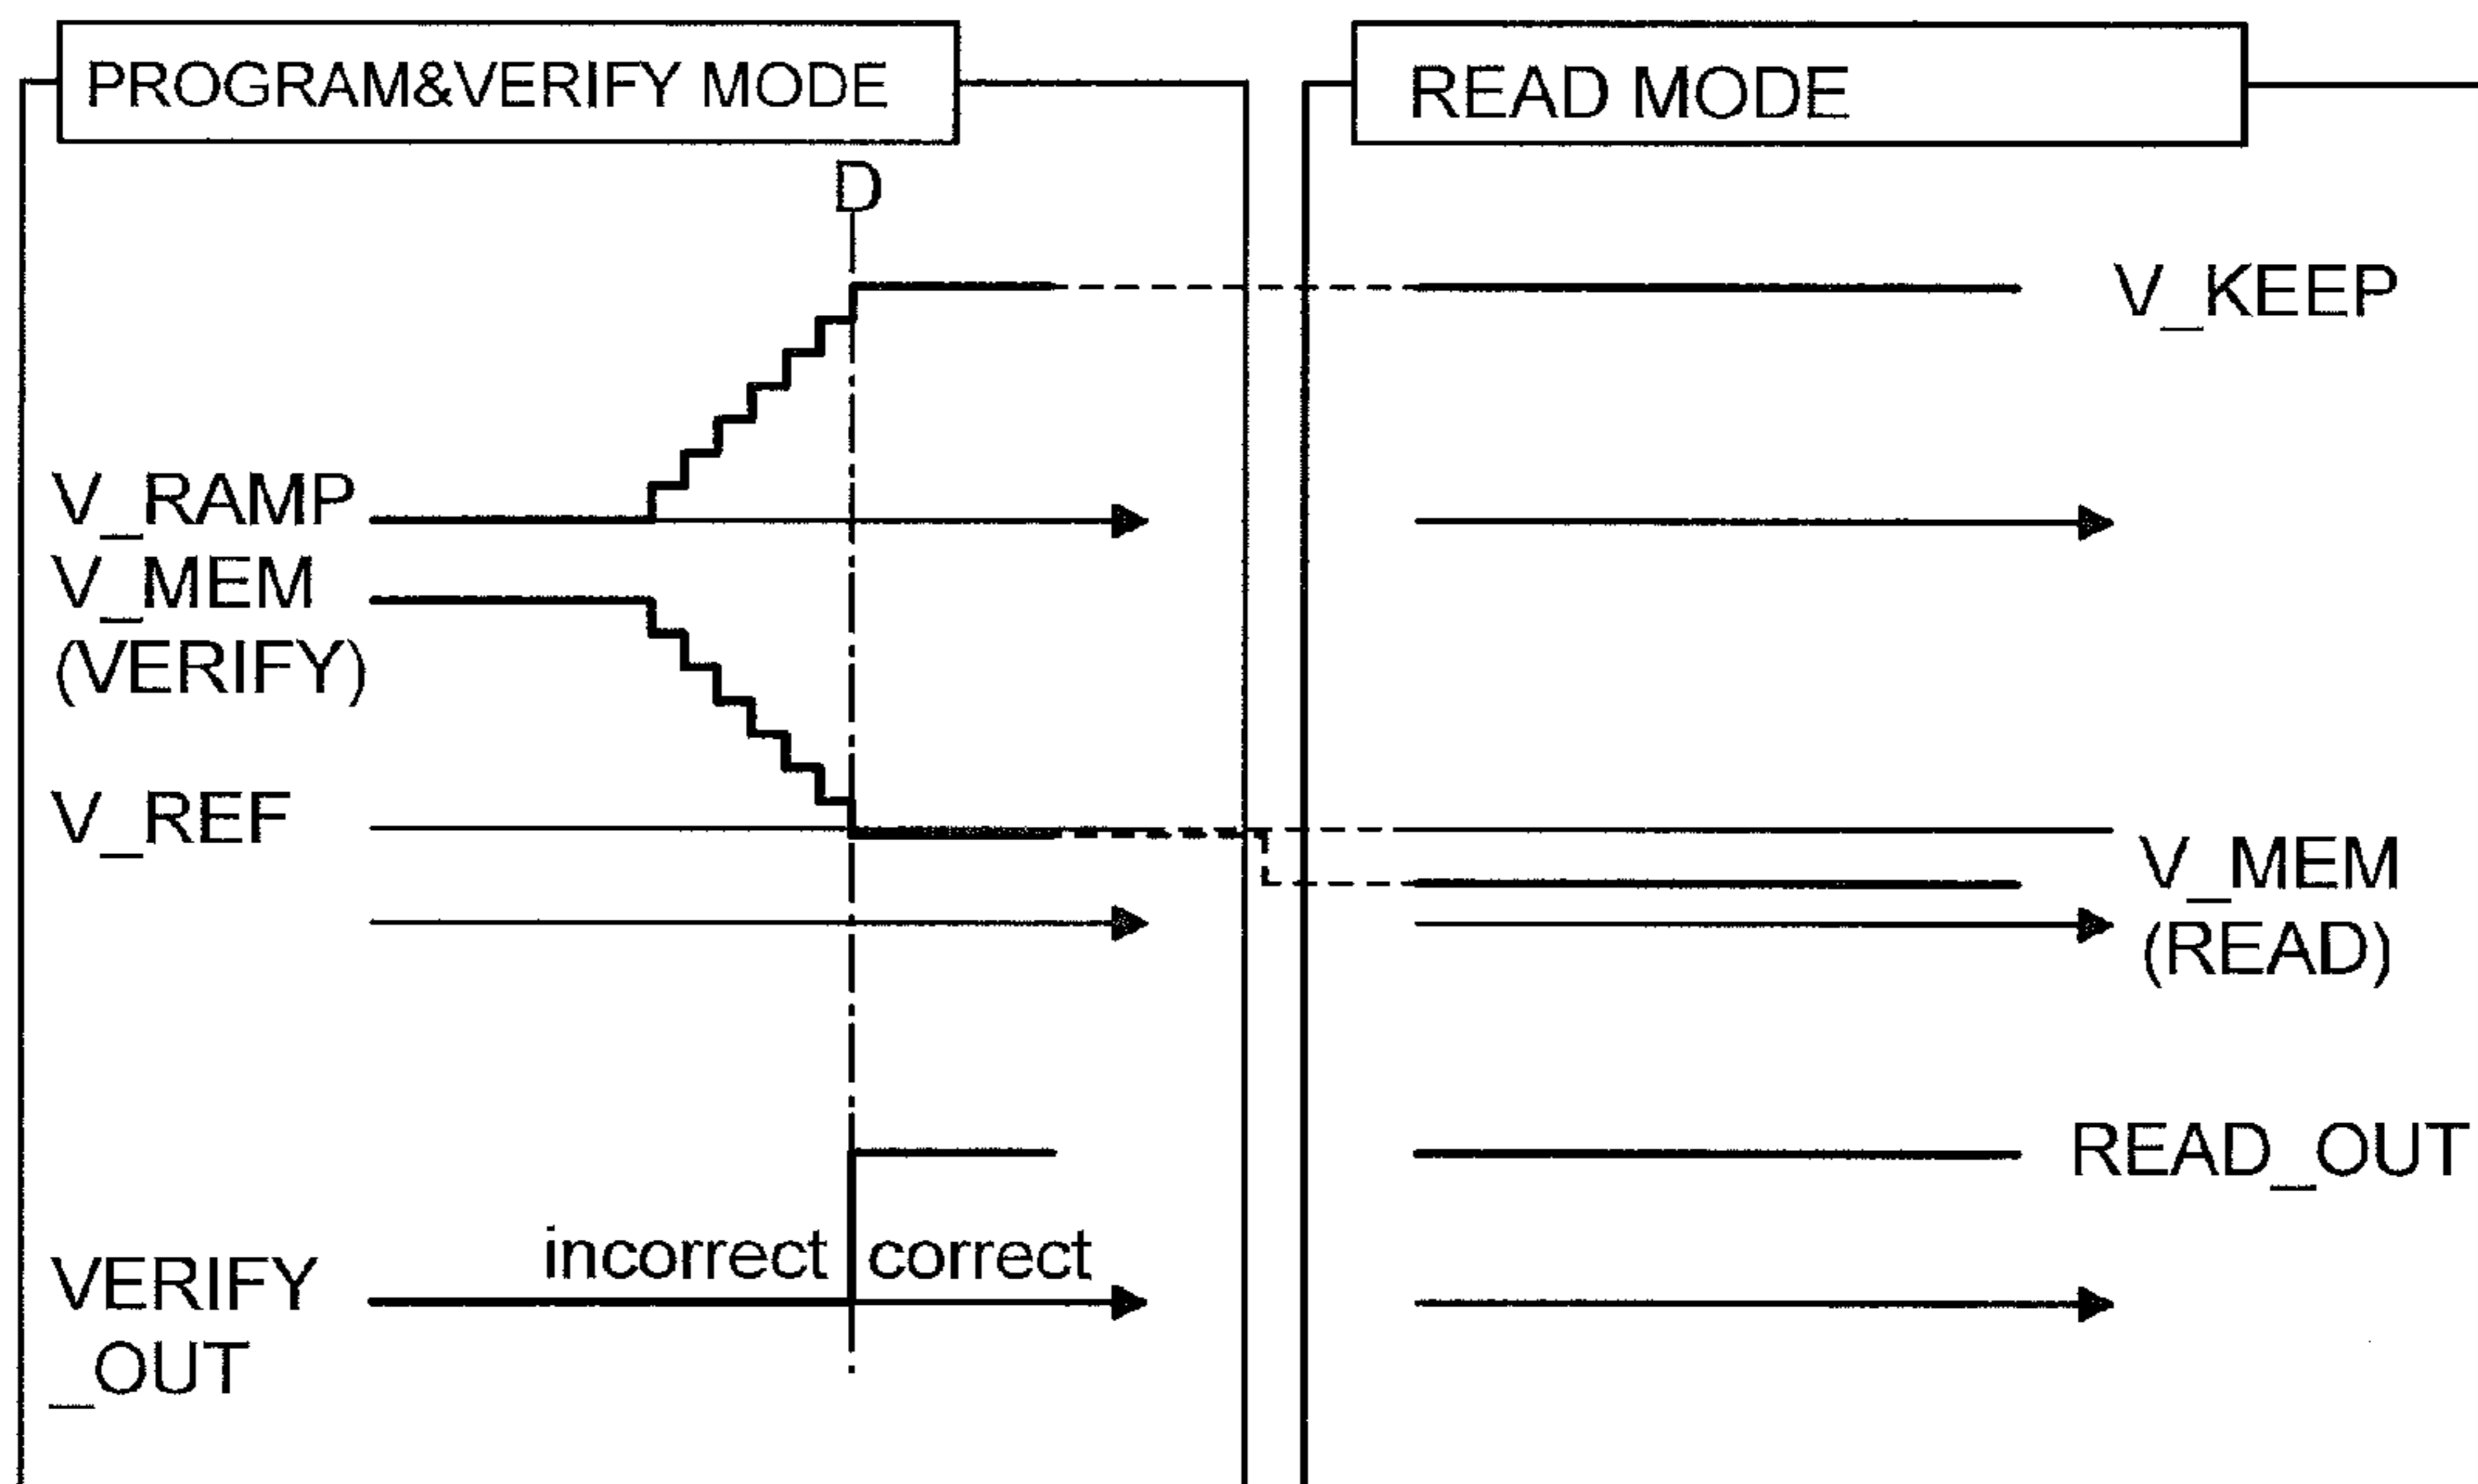 PROGRAM&VERIFY MODE
READ MODE
D
V_KEEP
V_RAMP
V_MEM
(VERIFY)
V_REF
V_MEM
(READ)
READ_OUT
incorrect
correct
VERIFY
_OUT